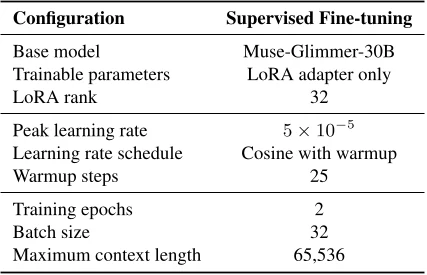 Configuration Supervised Fine-tuning
Base model Muse-Glimmer-30B
Trainable parameters LoRA adapter only
LoRA rank 32
Peak learning rate 5 × 10⁻⁵
Learning rate schedule Cosine with warmup
Warmup steps 25
Training epochs 2
Batch size 32
Maximum context length 65,536